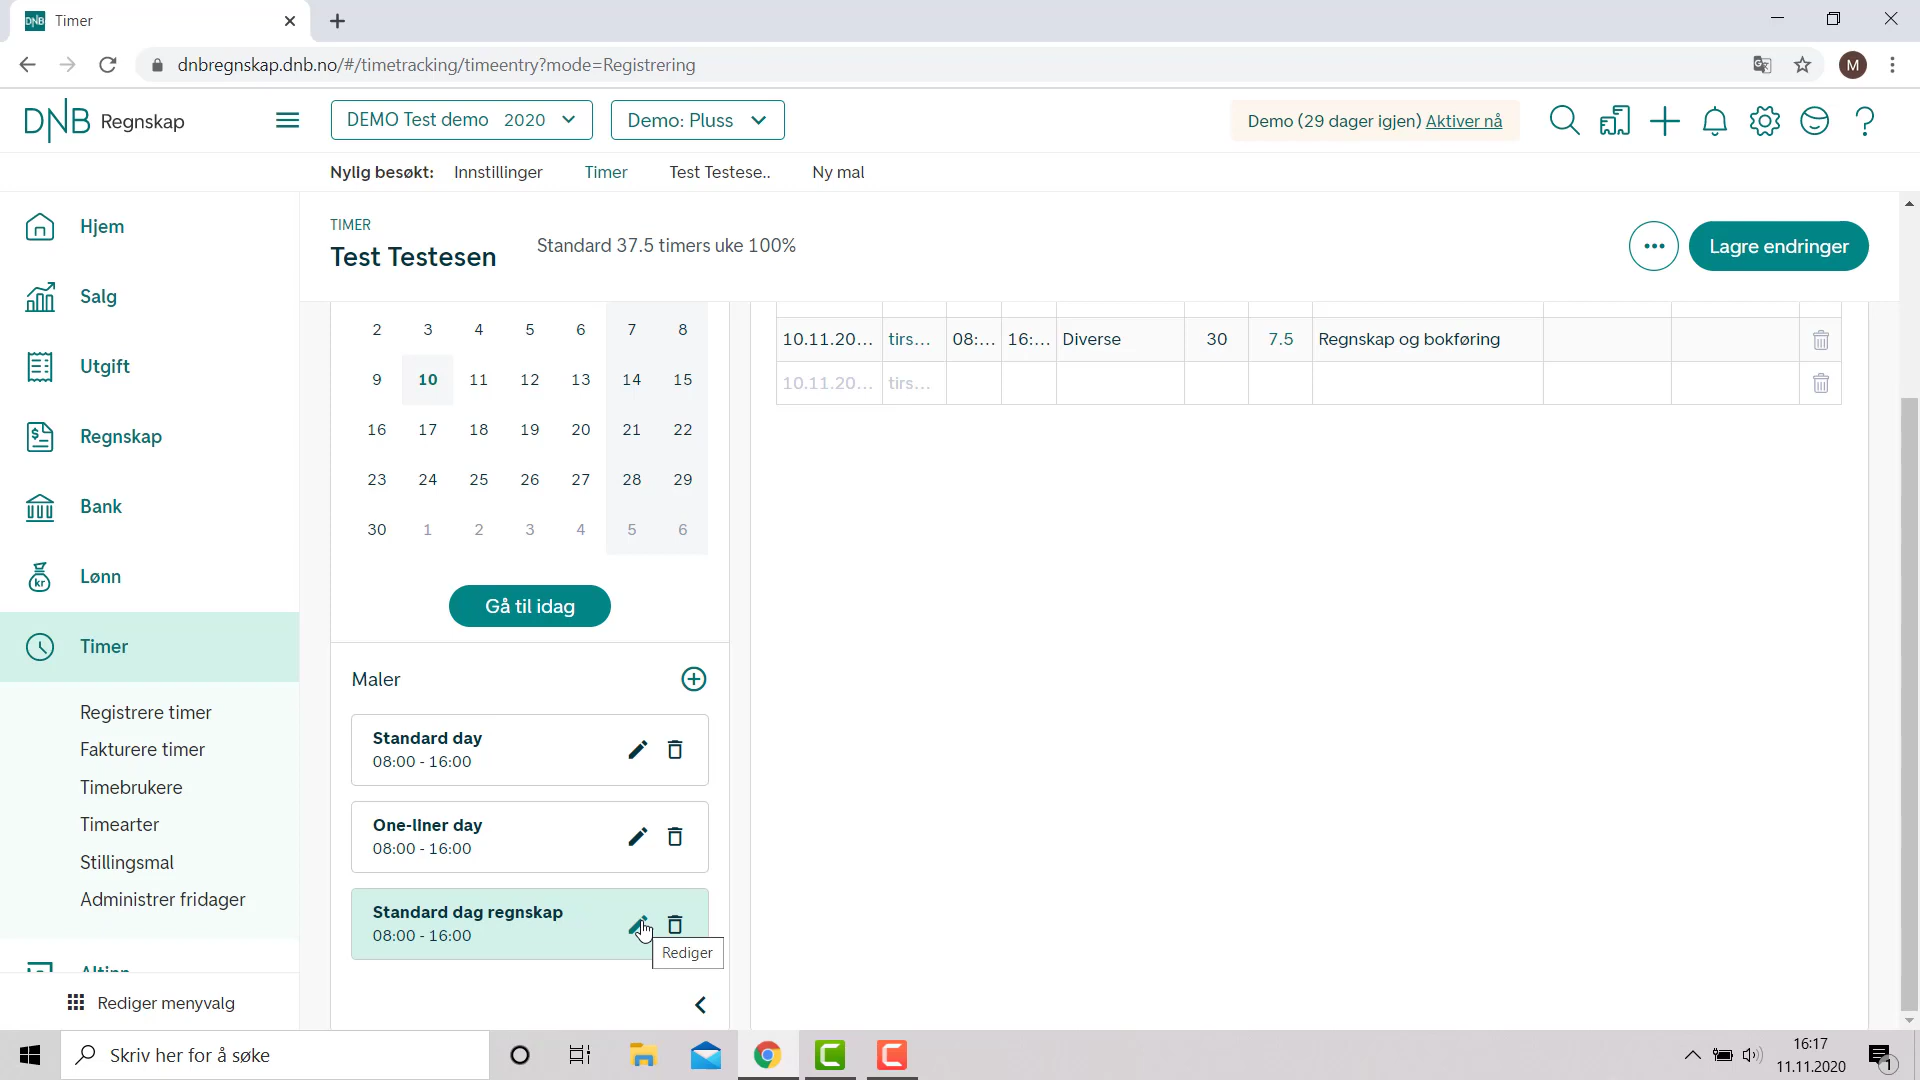 DNB Timer
dnbregnskap.dnb.no/#/timetracking/timeentry?mode=Registrering
M
DNB Regnskap
DEMO Test demo 2020
Demo: Pluss
Demo (29 dager igjen) Aktiver nå
Nylig besøkt: Innstillinger Timer Test Testese.. Ny mal
Hjem
Salg
Utgift
Regnskap
Bank
Lønn
Timer
Registrere timer
Fakturere timer
Timebrukere
Timearter
Stillingsmal
Administrer fridager
Rediger menyvalg
TIMER
Test Testesen
Standard 37.5 timers uke 100%
Lagre endringer
2 3 4 5 6 7 8
9 10 11 12 13 14 15
16 17 18 19 20 21 22
23 24 25 26 27 28 29
30 1 2 3 4 5 6
Gå til idag
Maler
Standard day
08:00 - 16:00
One-liner day
08:00 - 16:00
Standard dag regnskap
08:00 - 16:00
Rediger
10.11.20... tirs... 08:... 16:... Diverse 30 7.5 Regnskap og bokføring
10.11.20... tirs...
Skriv her for å søke
16:17
11.11.2020
1